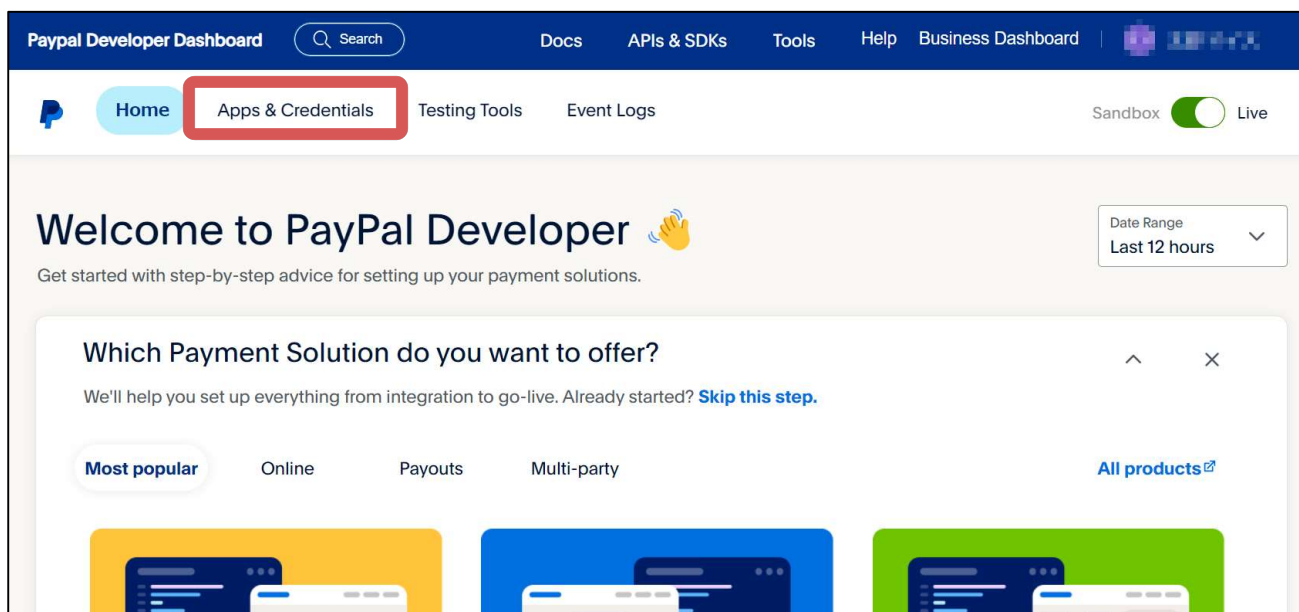 Paypal Developer Dashboard Search Docs APIs & SDKs Tools Help Business Dashboard
Home Apps & Credentials Testing Tools Event Logs Sandbox Live
Welcome to PayPal Developer 👋
Date Range
Last 12 hours
Get started with step-by-step advice for setting up your payment solutions.
Which Payment Solution do you want to offer?
We'll help you set up everything from integration to go-live. Already started? Skip this step.
Most popular Online Payouts Multi-party All products